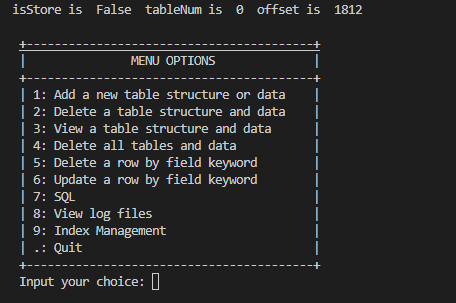 isStore is  False  tableNum is  0  offset is  1812
+----------------------------------------+
|              MENU OPTIONS              |
+----------------------------------------+
| 1: Add a new table structure or data   |
| 2: Delete a table structure and data   |
| 3: View a table structure and data     |
| 4: Delete all tables and data          |
| 5: Delete a row by field keyword       |
| 6: Update a row by field keyword       |
| 7: SQL                                 |
| 8: View log files                      |
| 9: Index Management                    |
| .: Quit                                |
+----------------------------------------+
Input your choice: